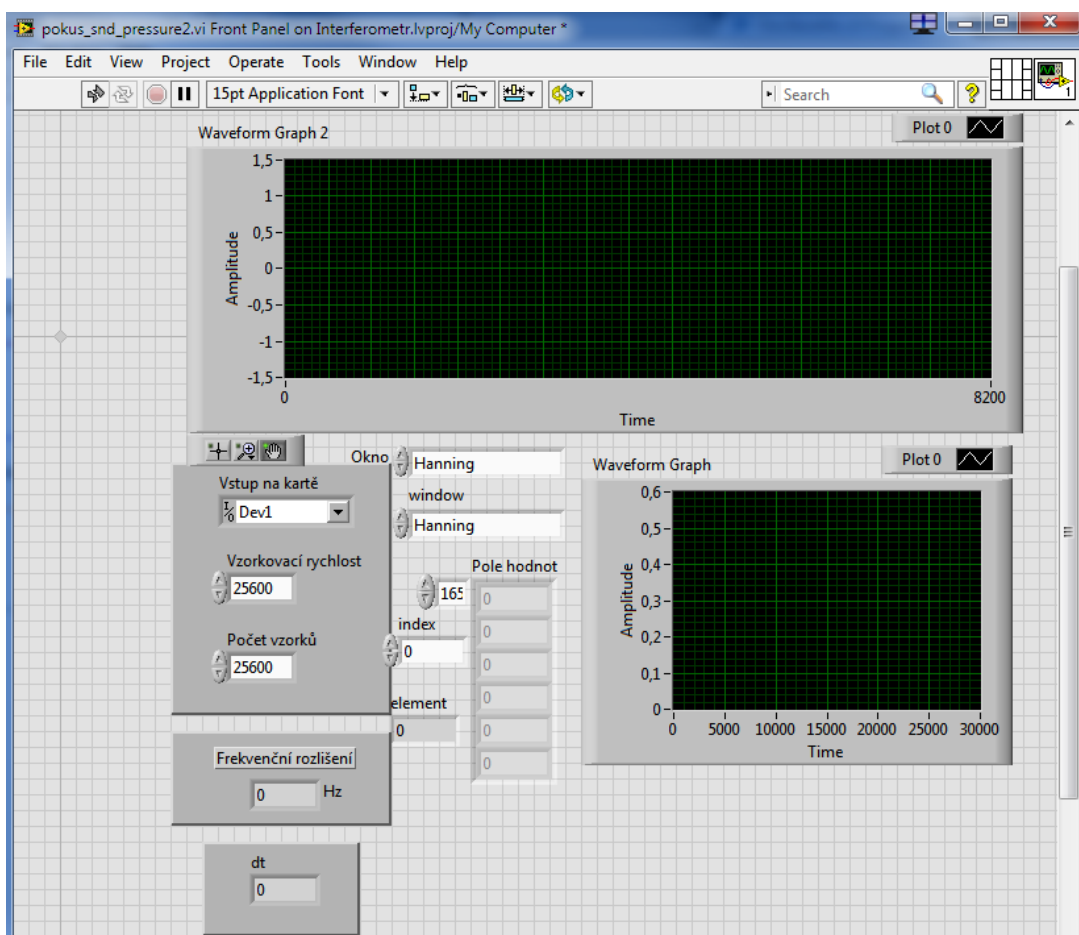 pokus_snd_pressure2.vi Front Panel on Interferometr.lvproj/My Computer *
File Edit View Project Operate Tools Window Help
15pt Application Font
Search
1
Waveform Graph 2
Plot 0
1,5
1
0,5
0
-0,5
-1
-1,5
Amplitude
0
8200
Time
Okno
Hanning
window
Hanning
Vstup na kartě
I/0
Dev1
Vzorkovací rychlost
25600
Počet vzorků
25600
Pole hodnot
165
0
0
0
0
0
0
index
0
element
0
Waveform Graph
Plot 0
0,6
0,5
0,4
0,3
0,2
0,1
0
Amplitude
0 5000 10000 15000 20000 25000 30000
Time
Frekvenční rozlišení
0 Hz
dt
0